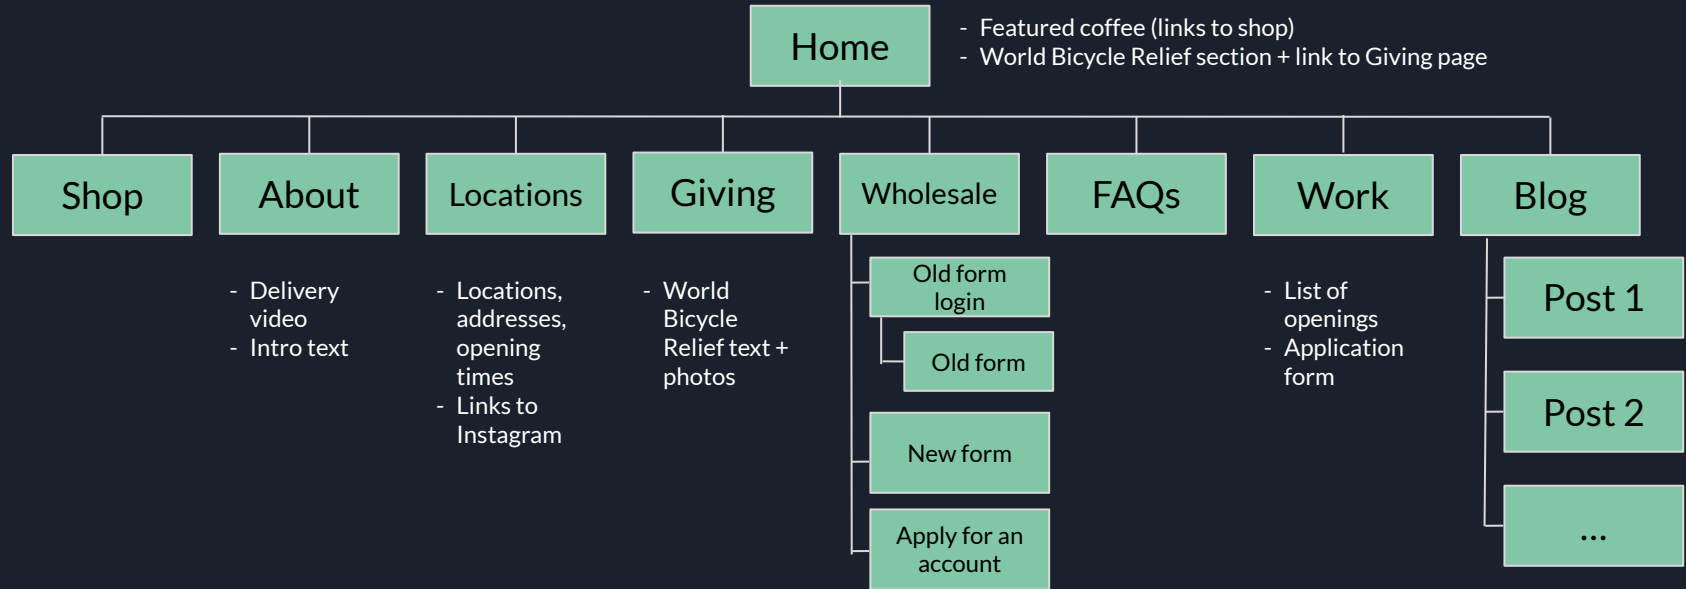 Home
- Featured coffee (links to shop)
- World Bicycle Relief section + link to Giving page
Shop
About
Locations
Giving
Wholesale
FAQs
Work
Blog
- Delivery
video
- Intro text
- Locations,
addresses,
opening
times
- Links to
Instagram
- World
Bicycle
Relief text +
photos
Old form
login
Old form
New form
Apply for an
account
- List of
openings
- Application
form
Post 1
Post 2
...